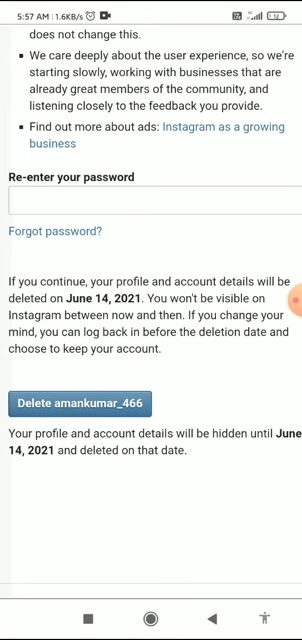 5:57 AM | 1.6KB/s
12
does not change this.
▪ We care deeply about the user experience, so we're
starting slowly, working with businesses that are
already great members of the community, and
listening closely to the feedback you provide.
▪ Find out more about ads: Instagram as a growing
business
Re-enter your password
Forgot password?
If you continue, your profile and account details will be
deleted on June 14, 2021. You won't be visible on
Instagram between now and then. If you change your
mind, you can log back in before the deletion date and
choose to keep your account.
Delete amankumar_466
Your profile and account details will be hidden until June
14, 2021 and deleted on that date.